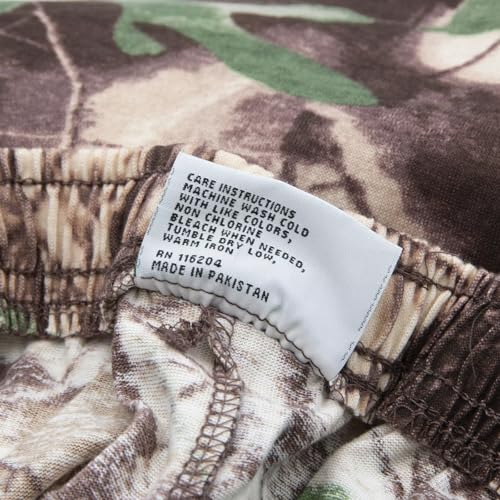 CARE INSTRUCTIONS
MACHINE WASH COLD
WITH LIKE COLORS,
NON CHLORINE
BLEACH WHEN NEEDED,
TUMBLE DRY LOW,
WARM IRON
RN 116204
MADE IN PAKISTAN